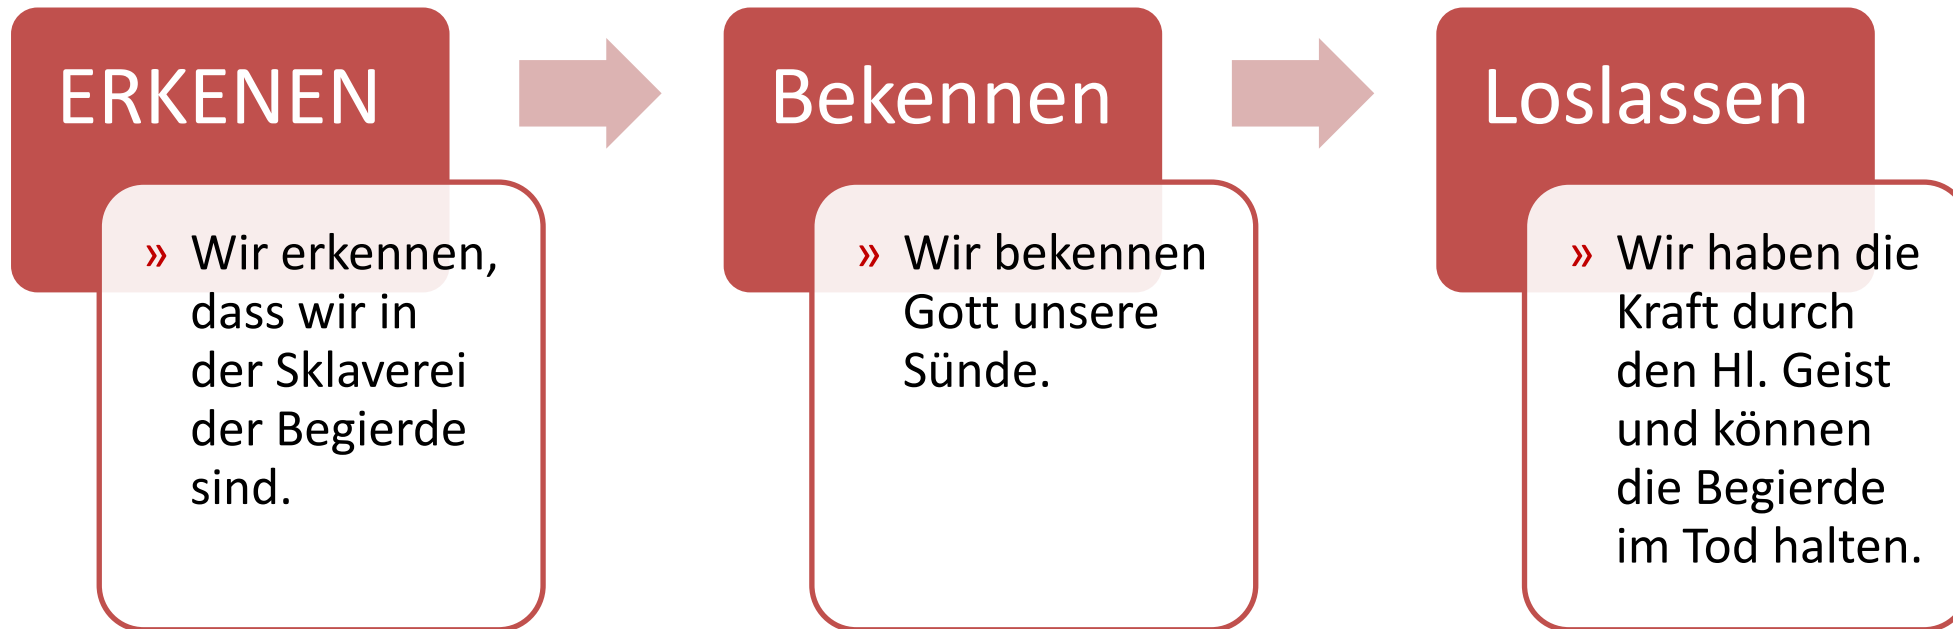 ERKENEN
» Wir erkennen,
dass wir in
der Sklaverei
der Begierde
sind.
Bekennen
» Wir bekennen
Gott unsere
Sünde.
Loslassen
» Wir haben die
Kraft durch
den Hl. Geist
und können
die Begierde
im Tod halten.